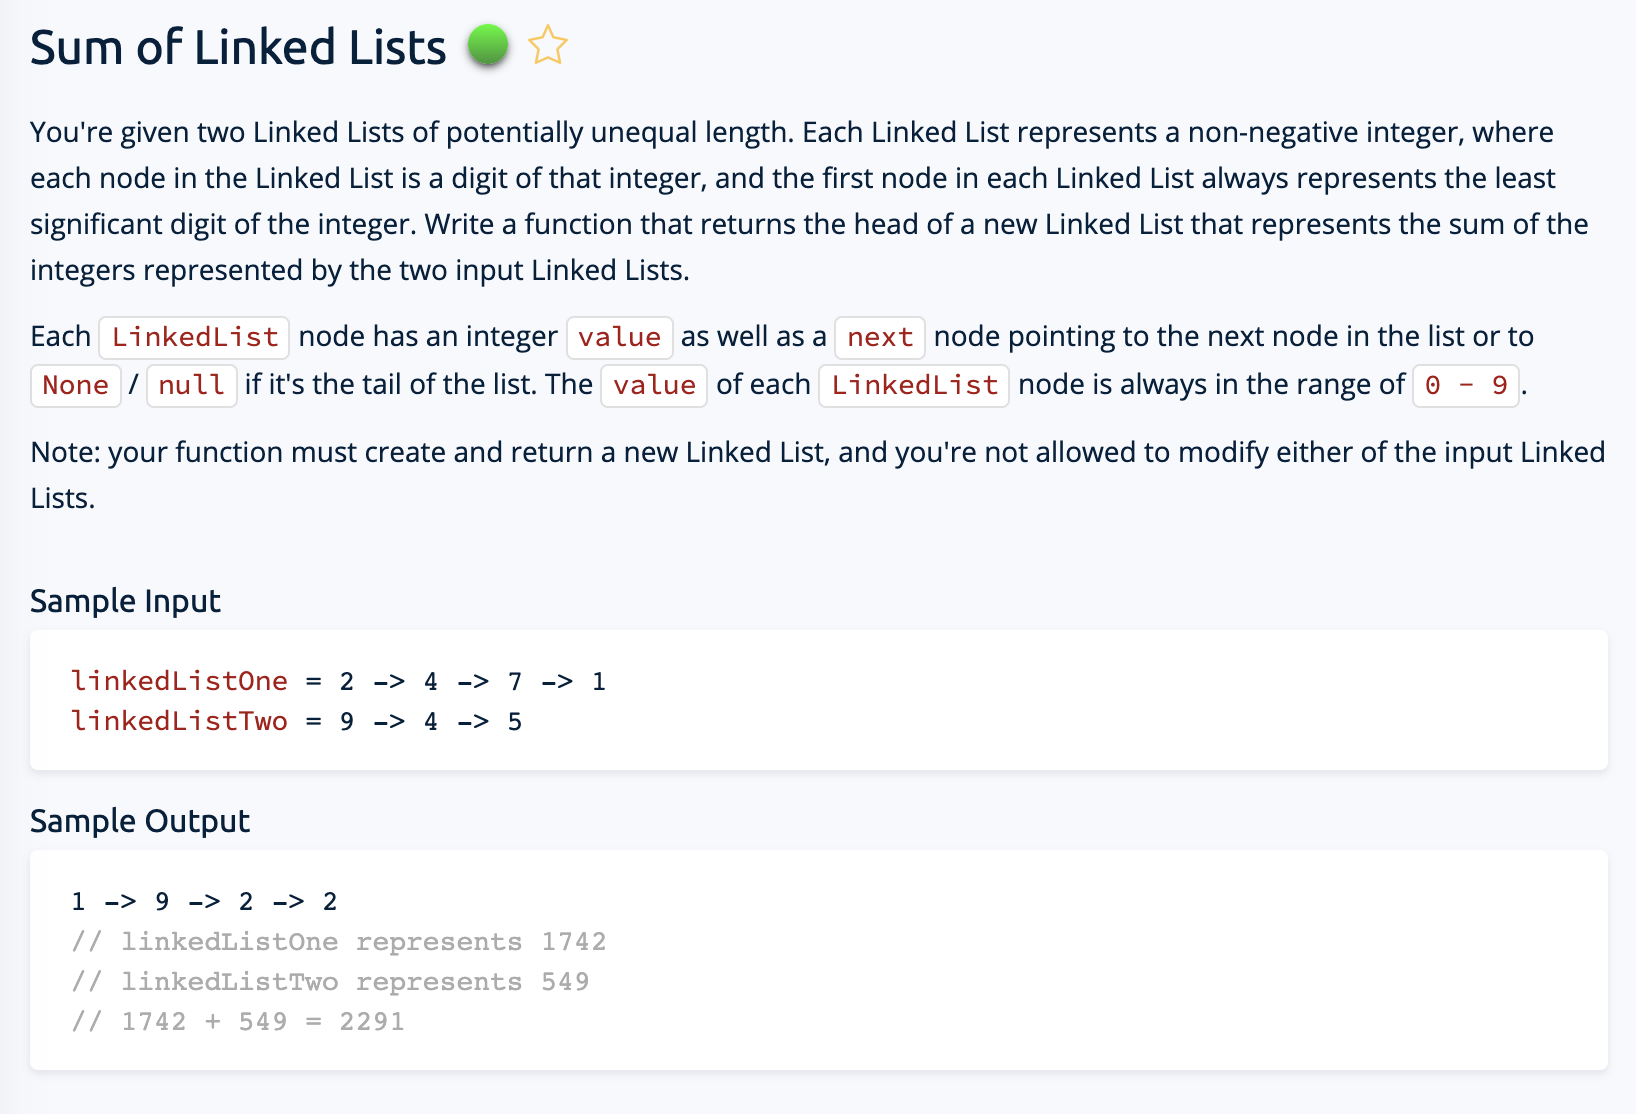 Sum of Linked Lists
You're given two Linked Lists of potentially unequal length. Each Linked List represents a non-negative integer, where
each node in the Linked List is a digit of that integer, and the first node in each Linked List always represents the least
significant digit of the integer. Write a function that returns the head of a new Linked List that represents the sum of the
integers represented by the two input Linked Lists.
Each LinkedList node has an integer value as well as a next node pointing to the next node in the list or to
None / null if it's the tail of the list. The value of each LinkedList node is always in the range of 0 - 9.
Note: your function must create and return a new Linked List, and you're not allowed to modify either of the input Linked
Lists.
Sample Input
linkedListOne = 2 -> 4 -> 7 -> 1
linkedListTwo = 9 -> 4 -> 5
Sample Output
1 -> 9 -> 2 -> 2
// linkedListOne represents 1742
// linkedListTwo represents 549
// 1742 + 549 = 2291